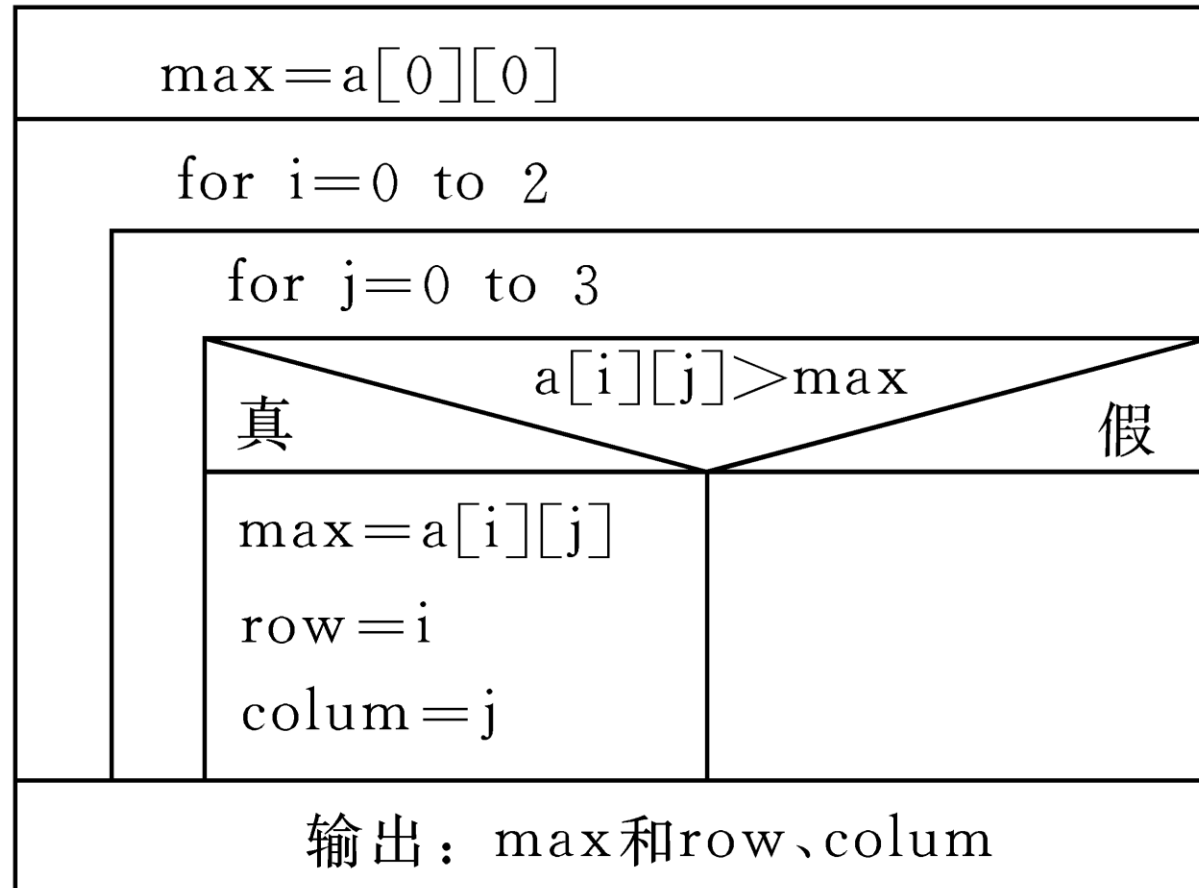 max=a[0][0]
for i=0 to 2
for j=0 to 3
a[i][j]>max
真 假
max=a[i][j]
row=i
colum=j
输出：max和row、colum